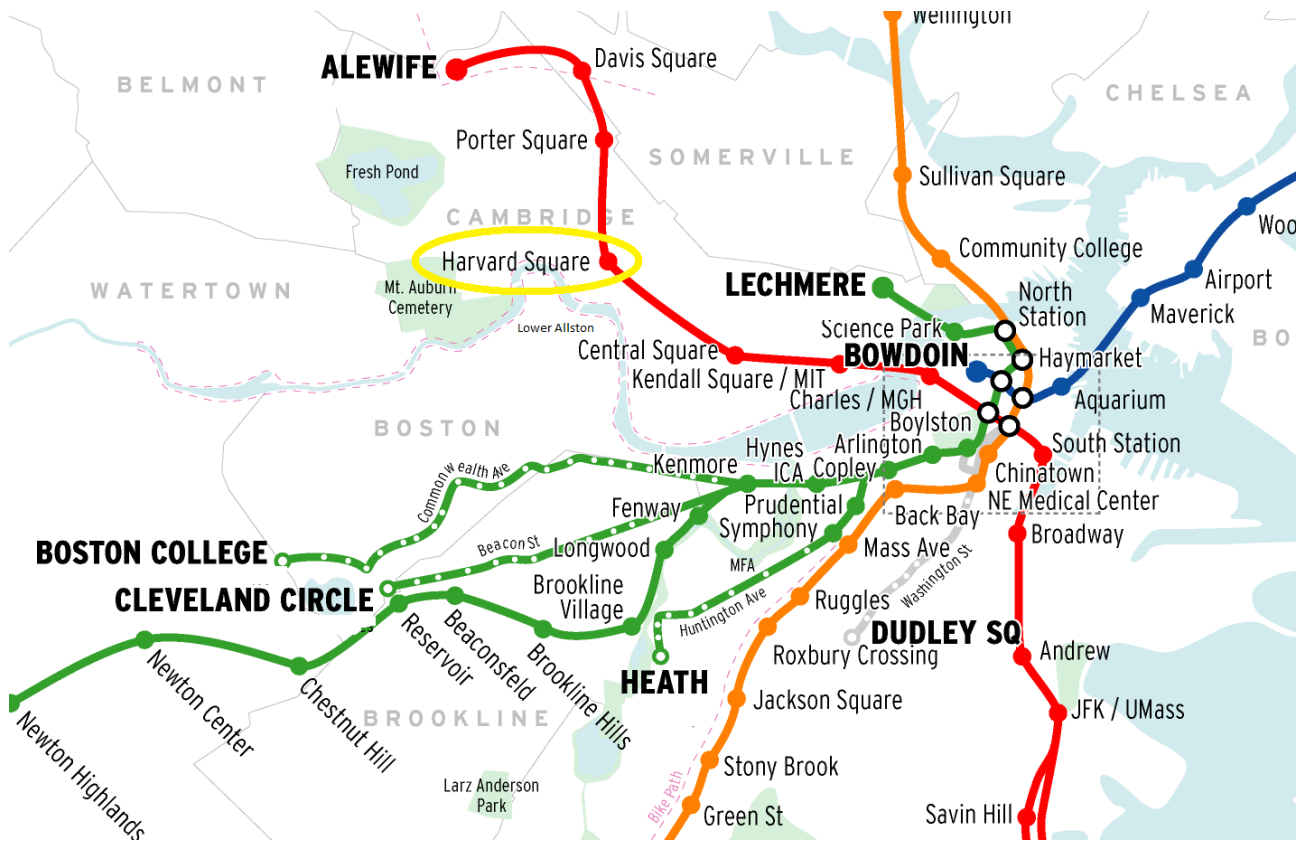 Wellington
ALEWIFE
Davis Square
BELMONT
CHELSEA
Porter Square
SOMERVILLE
Fresh Pond
Sullivan Square
CAMBRIDGE
Woo
Harvard Square
Community College
Airport
LECHMERE
Mt. Auburn
Cemetery
WATERTOWN
North
Station
Maverick
Lower Allston
Science Park
BO
Central Square
BOWDOIN
Haymarket
Kendall Square / MIT
Charles / MGH
Aquarium
BOSTON
Boylston
Arlington
South Station
Hynes
ICA
Copley
Kenmore
Chinatown
Commonwealth Ave
NE Medical Center
Fenway
Prudential
Symphony
Back Bay
Broadway
Beacon St
Longwood
Mass Ave
BOSTON COLLEGE
MFA
Washington St
Brookline
Village
CLEVELAND CIRCLE
Huntington Ave
Ruggles
DUDLEY SQ
Roxbury Crossing
Andrew
Reservoir
Beaconsfeld
Brookline Hills
HEATH
Newton Center
Chestnut Hill
BROOKLINE
Jackson Square
JFK / UMass
Newton Highlands
Stony Brook
Larz Anderson
Park
Bike Path
Green St
Savin Hill